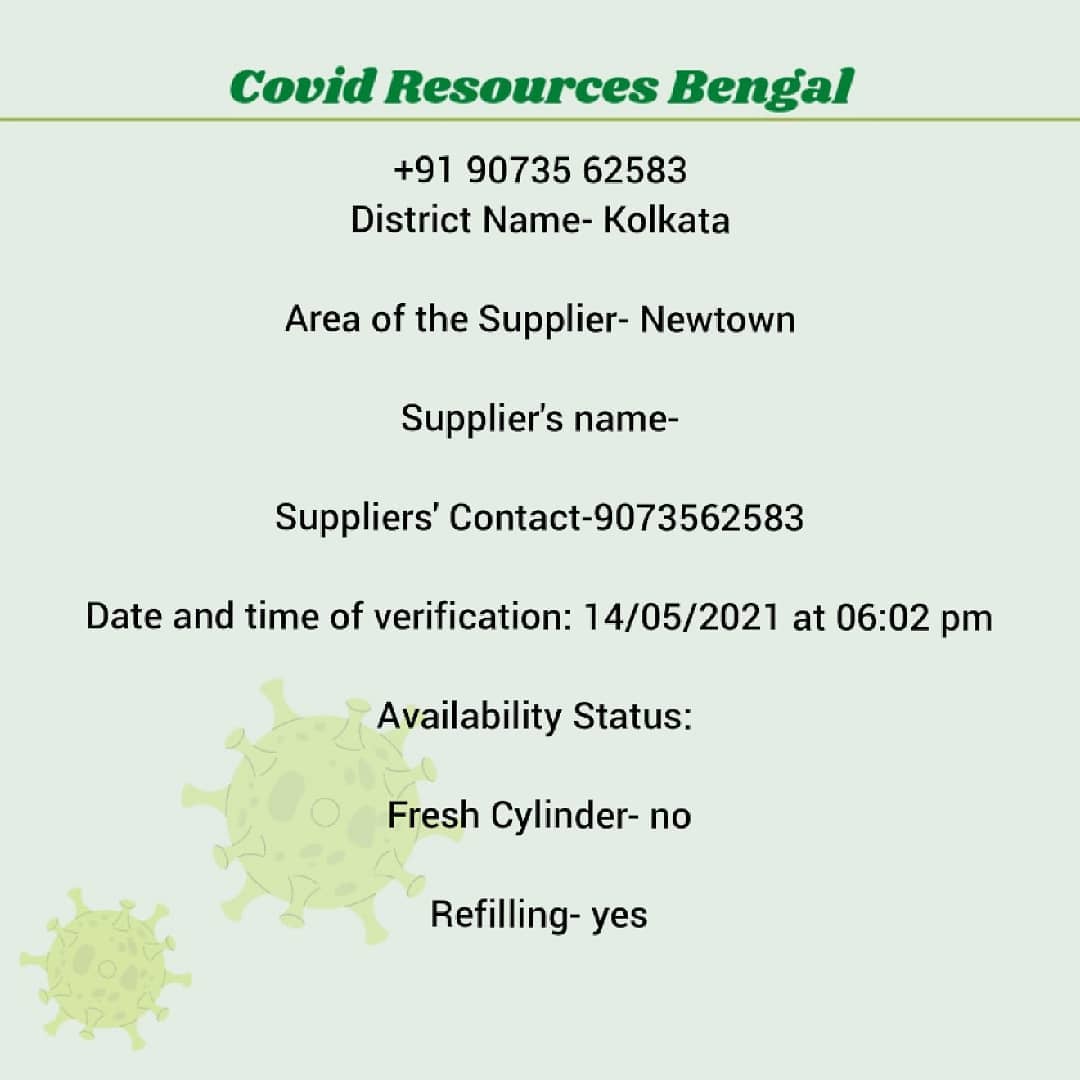 Covid Resources Bengal
+91 90735 62583
District Name- Kolkata
Area of the Supplier- Newtown
Supplier's name-
Suppliers' Contact-9073562583
Date and time of verification: 14/05/2021 at 06:02 pm
Availability Status:
Fresh Cylinder- no
Refilling- yes